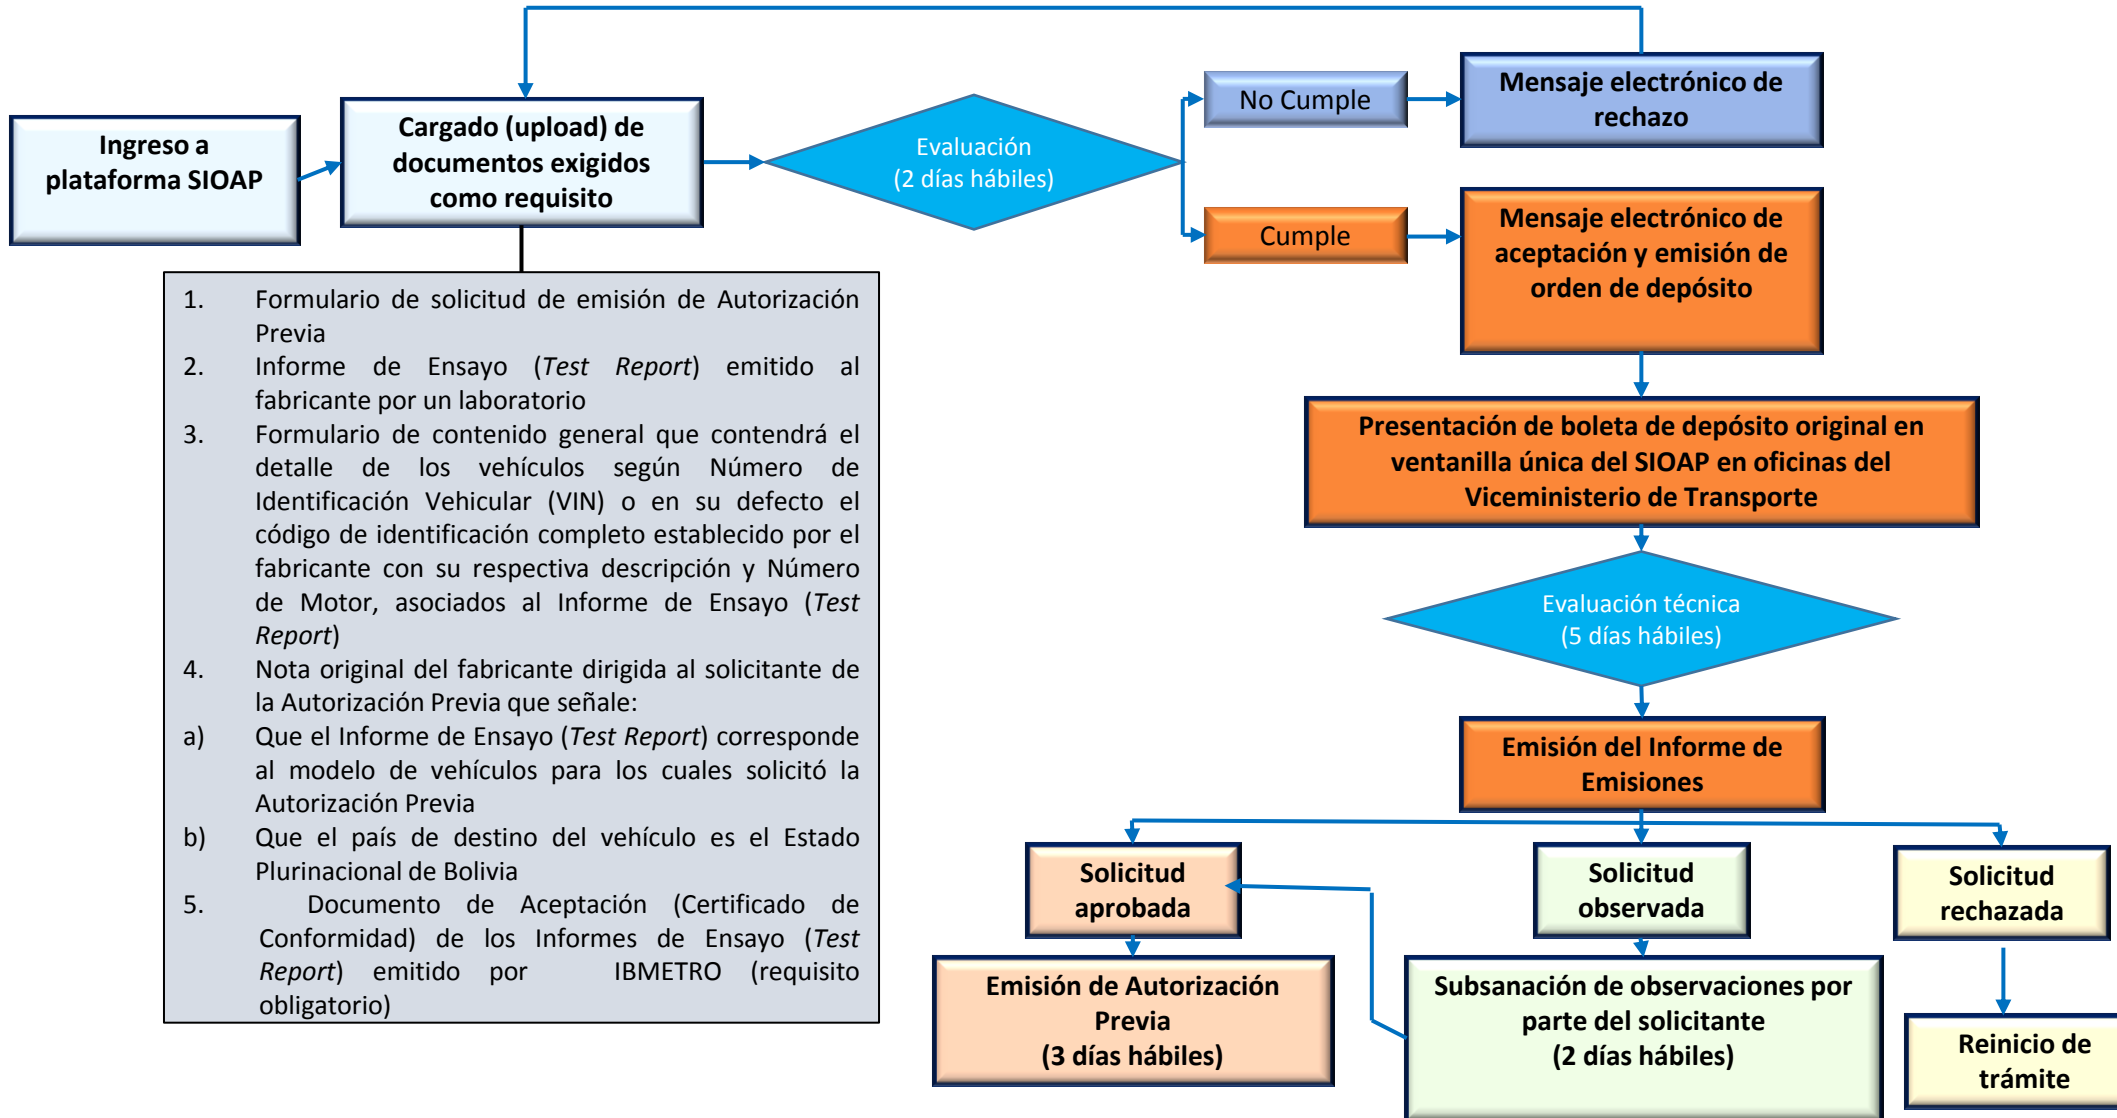 Ingreso a
plataforma SIOAP
Cargado (upload) de
documentos exigidos
como requisito
Evaluación
(2 días hábiles)
No Cumple
Mensaje electrónico de
rechazo
Cumple
Mensaje electrónico de
aceptación y emisión de
orden de depósito
1. Formulario de solicitud de emisión de Autorización
Previa
2. Informe de Ensayo (Test Report) emitido al
fabricante por un laboratorio
3. Formulario de contenido general que contendrá el
detalle de los vehículos según Número de
Identificación Vehicular (VIN) o en su defecto el
código de identificación completo establecido por el
fabricante con su respectiva descripción y Número
de Motor, asociados al Informe de Ensayo (Test
Report)
4. Nota original del fabricante dirigida al solicitante de
la Autorización Previa que señale:
a) Que el Informe de Ensayo (Test Report) corresponde
al modelo de vehículos para los cuales solicitó la
Autorización Previa
b) Que el país de destino del vehículo es el Estado
Plurinacional de Bolivia
5. Documento de Aceptación (Certificado de
Conformidad) de los Informes de Ensayo (Test
Report) emitido por IBMETRO (requisito
obligatorio)
Presentación de boleta de depósito original en
ventanilla única del SIOAP en oficinas del
Viceministerio de Transporte
Evaluación técnica
(5 días hábiles)
Emisión del Informe de
Emisiones
Solicitud
aprobada
Solicitud
observada
Solicitud
rechazada
Emisión de Autorización
Previa
(3 días hábiles)
Subsanación de observaciones por
parte del solicitante
(2 días hábiles)
Reinicio de
trámite